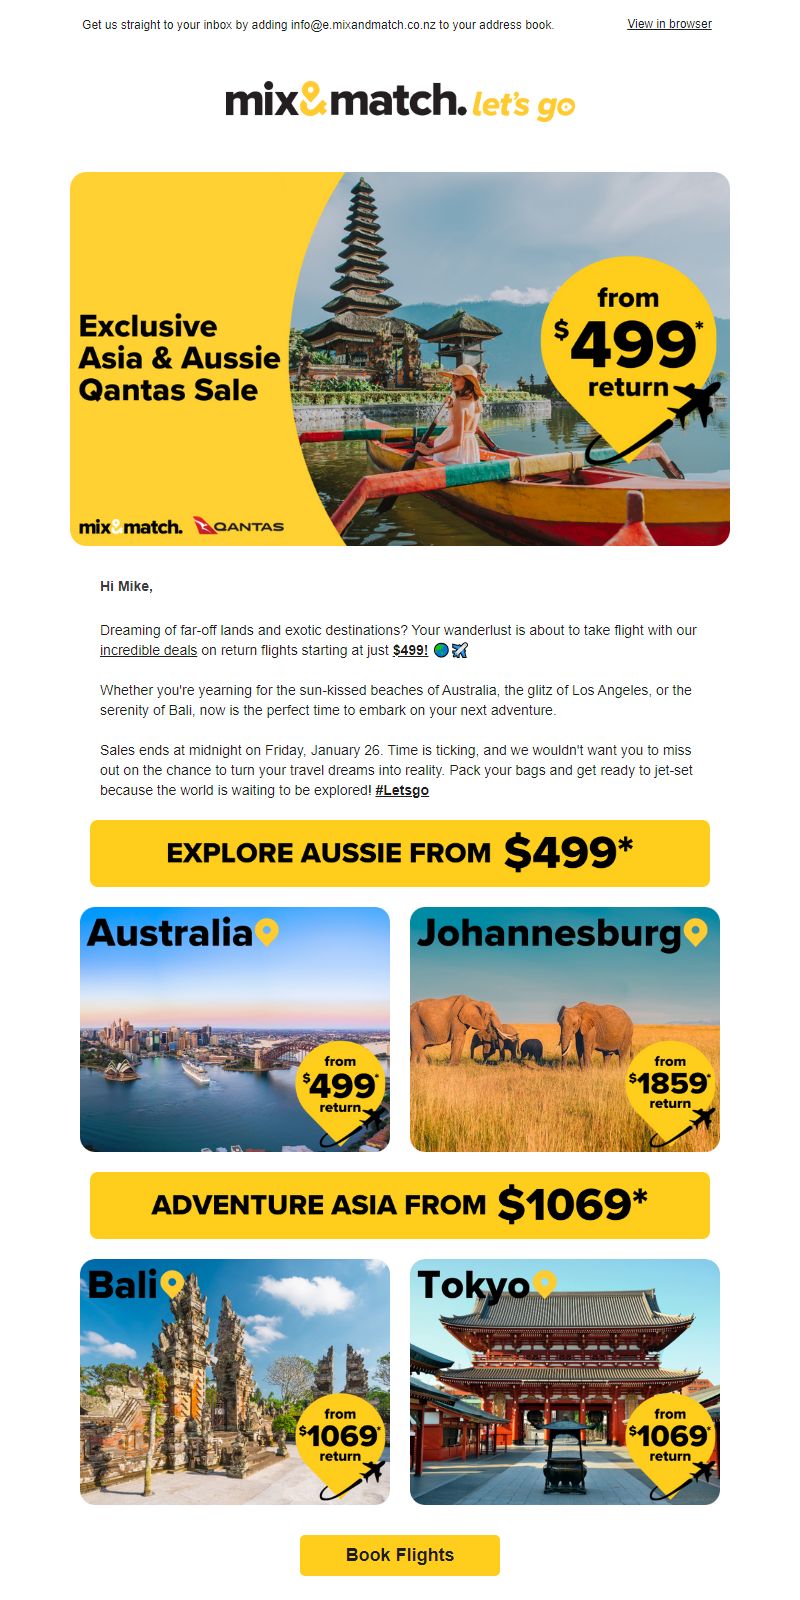 Get us straight to your inbox by adding info@e.mixandmatch.co.nz to your address book.
View in browser
mix&match. let's go
Exclusive
Asia & Aussie
Qantas Sale
from
$499*
return
mix&match. QANTAS
Hi Mike,
Dreaming of far-off lands and exotic destinations? Your wanderlust is about to take flight with our
incredible deals on return flights starting at just $499! 🌏✈️
Whether you're yearning for the sun-kissed beaches of Australia, the glitz of Los Angeles, or the
serenity of Bali, now is the perfect time to embark on your next adventure.
Sales ends at midnight on Friday, January 26. Time is ticking, and we wouldn't want you to miss
out on the chance to turn your travel dreams into reality. Pack your bags and get ready to jet-set
because the world is waiting to be explored! #Letsgo
EXPLORE AUSSIE FROM $499*
Australia
from
$499*
return
Johannesburg
from
$1859*
return
ADVENTURE ASIA FROM $1069*
Bali
from
$1069*
return
Tokyo
from
$1069*
return
Book Flights